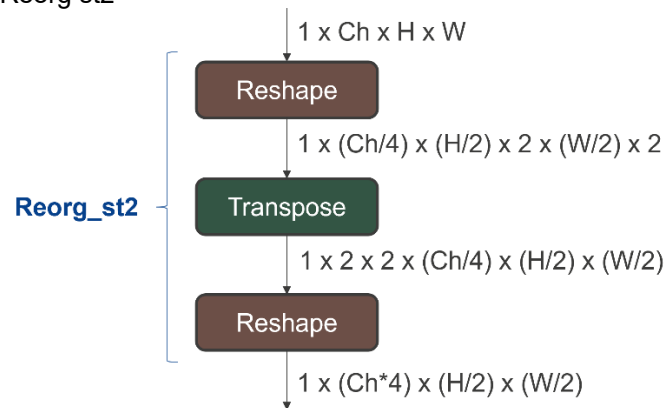 Reorg st2
1 x Ch x H x W
Reshape
1 x (Ch/4) x (H/2) x 2 x (W/2) x 2
Reorg_st2
Transpose
1 x 2 x 2 x (Ch/4) x (H/2) x (W/2)
Reshape
1 x (Ch*4) x (H/2) x (W/2)